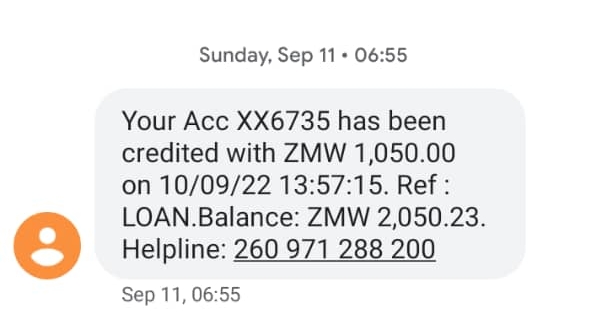 Sunday, Sep 11 • 06:55
Your Acc XX6735 has been
credited with ZMW 1,050.00
on 10/09/22 13:57:15. Ref :
LOAN.Balance: ZMW 2,050.23.
Helpline: 260 971 288 200
Sep 11, 06:55